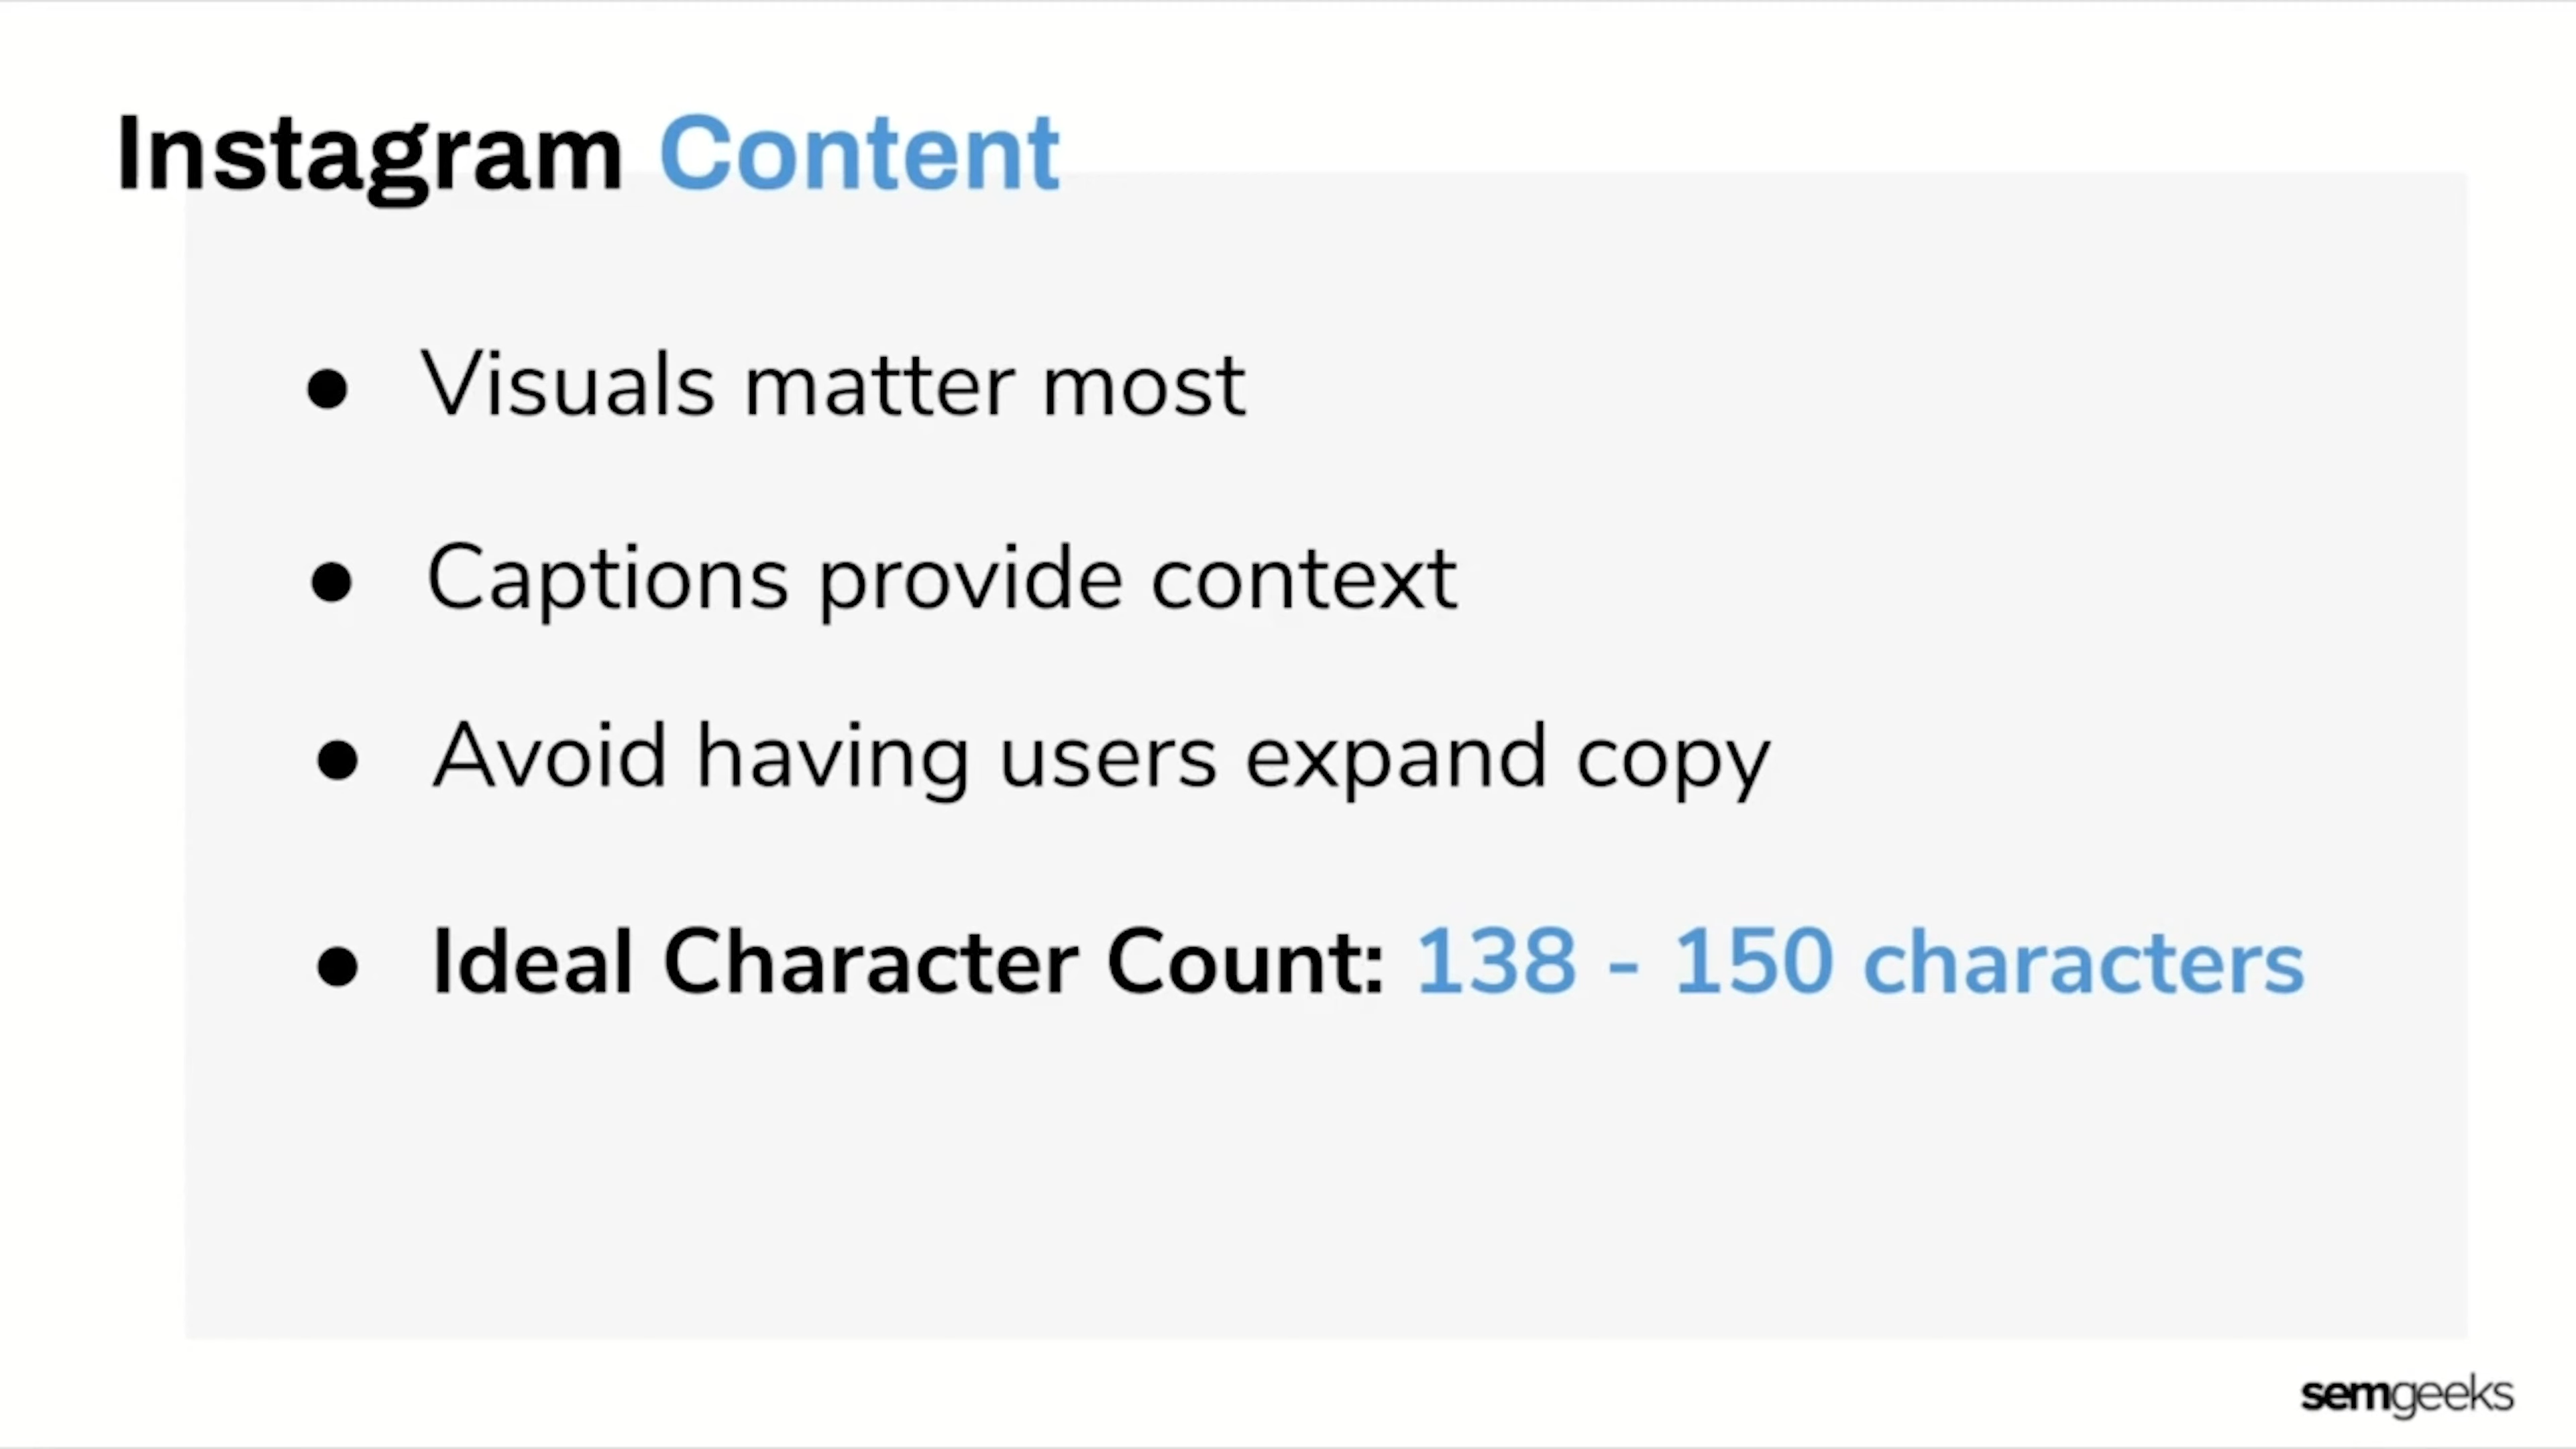 Instagram Content
● Visuals matter most
● Captions provide context
● Avoid having users expand copy
● Ideal Character Count: 138 - 150 characters
semgeeks